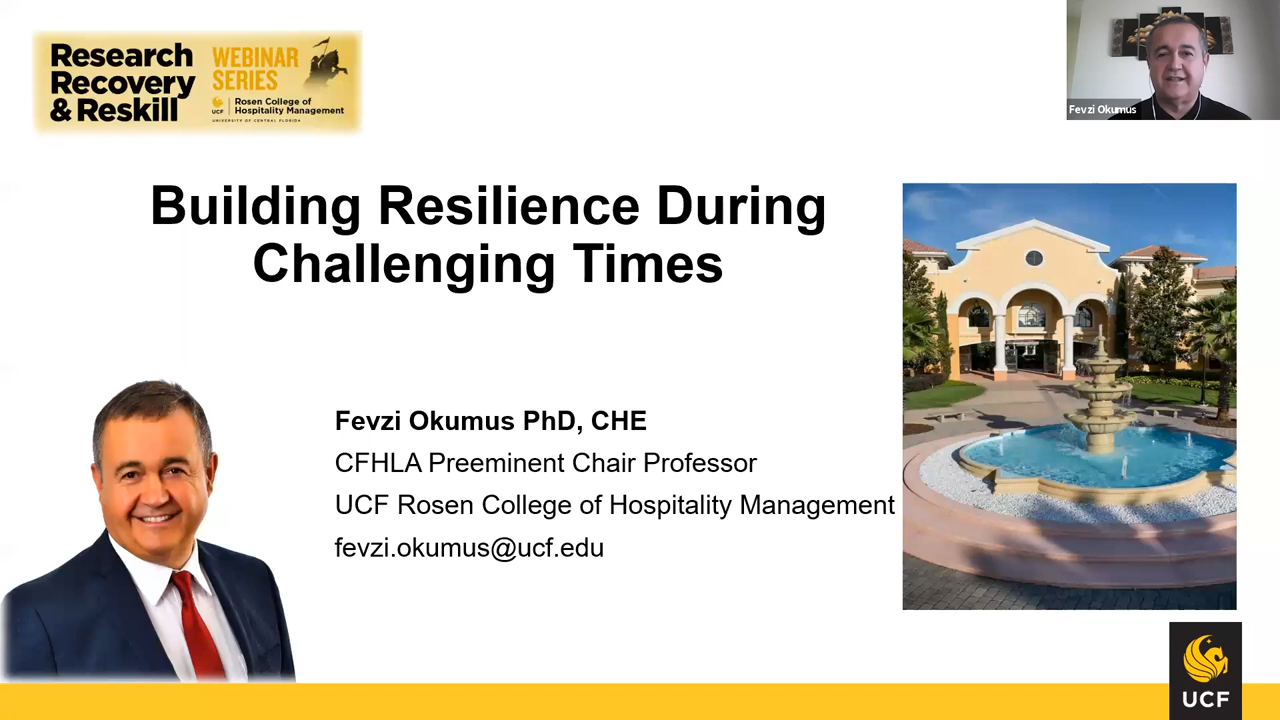 Research
Recovery
& Reskill
WEBINAR
SERIES
UCF
Rosen College of
Hospitality Management
UNIVERSITY OF CENTRAL FLORIDA
Fevzi Okumus
Building Resilience During
Challenging Times
Fevzi Okumus PhD, CHE
CFHLA Preeminent Chair Professor
UCF Rosen College of Hospitality Management
fevzi.okumus@ucf.edu
UCF